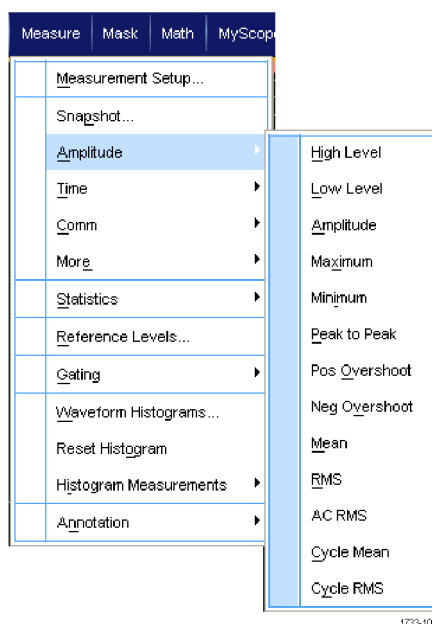 Measure Mask Math MyScop
Measurement Setup...
Snapshot...
Amplitude
Time
Comm
More
Statistics
Reference Levels...
Gating
Waveform Histograms...
Reset Histogram
Histogram Measurements
Annotation
High Level
Low Level
Amplitude
Maximum
Minimum
Peak to Peak
Pos Overshoot
Neg Overshoot
Mean
RMS
AC RMS
Cycle Mean
Cycle RMS